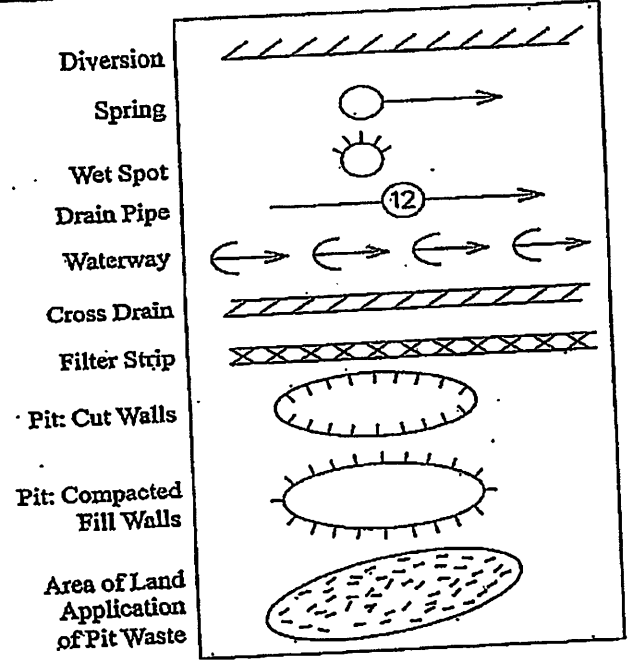 Diversion
Spring
Wet Spot
Drain Pipe
12
Waterway
Cross Drain
Filter Strip
Pit: Cut Walls
Pit: Compacted
Fill Walls
Area of Land
Application
of Pit Waste